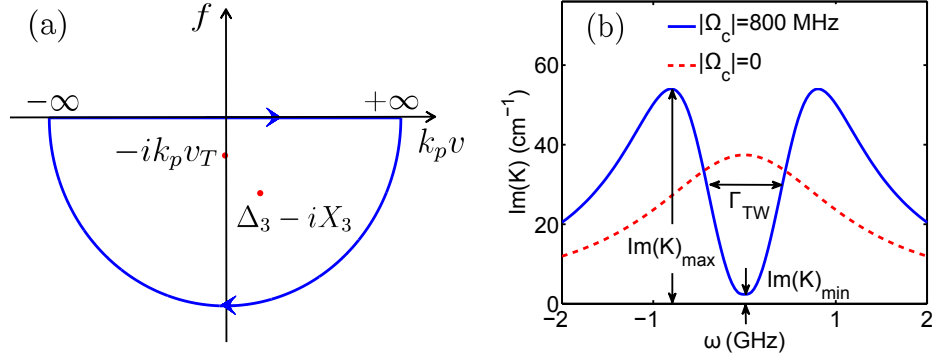 (a)
f
−∞
+∞
k_p v
−ik_p v_T
Δ_3 − iX_3
(b)
|Ω_c|=800 MHz
|Ω_c|=0
Im(K) (cm^{-1})
60
40
20
0
Γ_TW
Im(K)_max
Im(K)_min
−2
−1
0
1
2
ω (GHz)